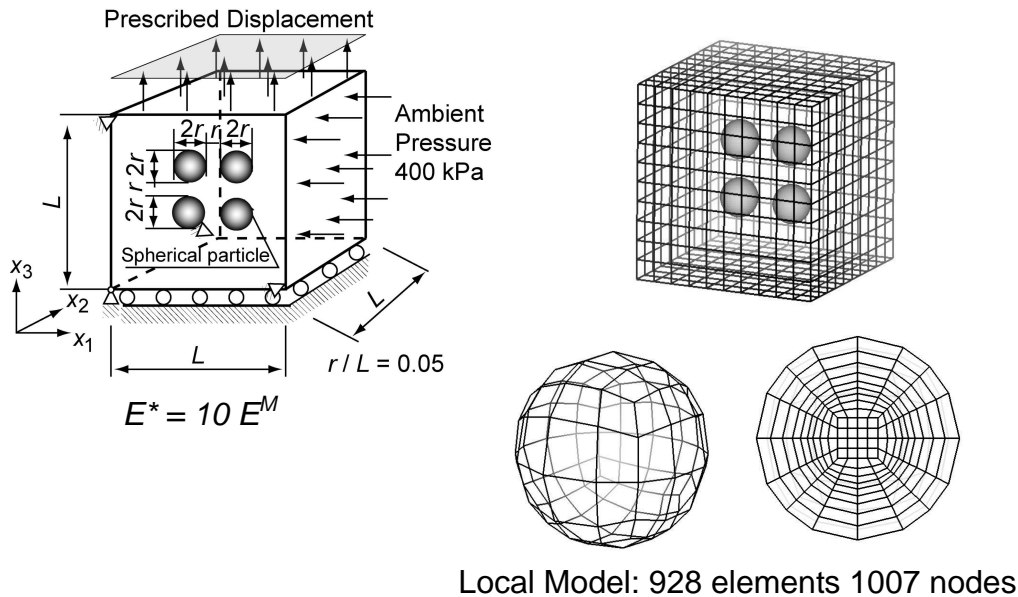 Prescribed Displacement
2r r 2r
2r r 2r
Ambient
Pressure
400 kPa
L
Spherical particle
x3
x2
x1
L
L
r / L = 0.05
E* = 10 E^M
Local Model: 928 elements 1007 nodes